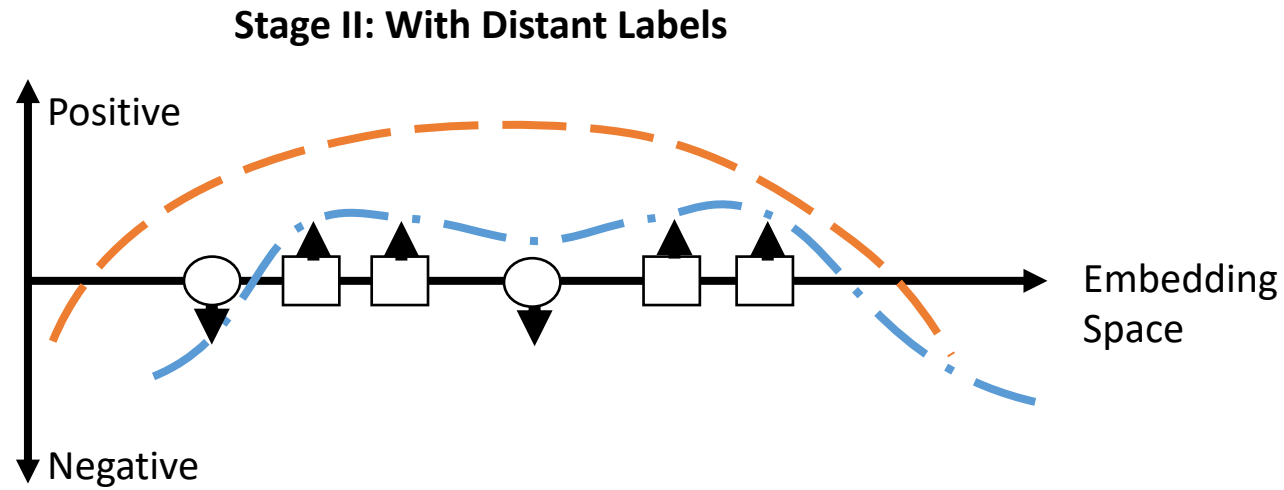 Stage II: With Distant Labels
Positive
Embedding
Space
Negative